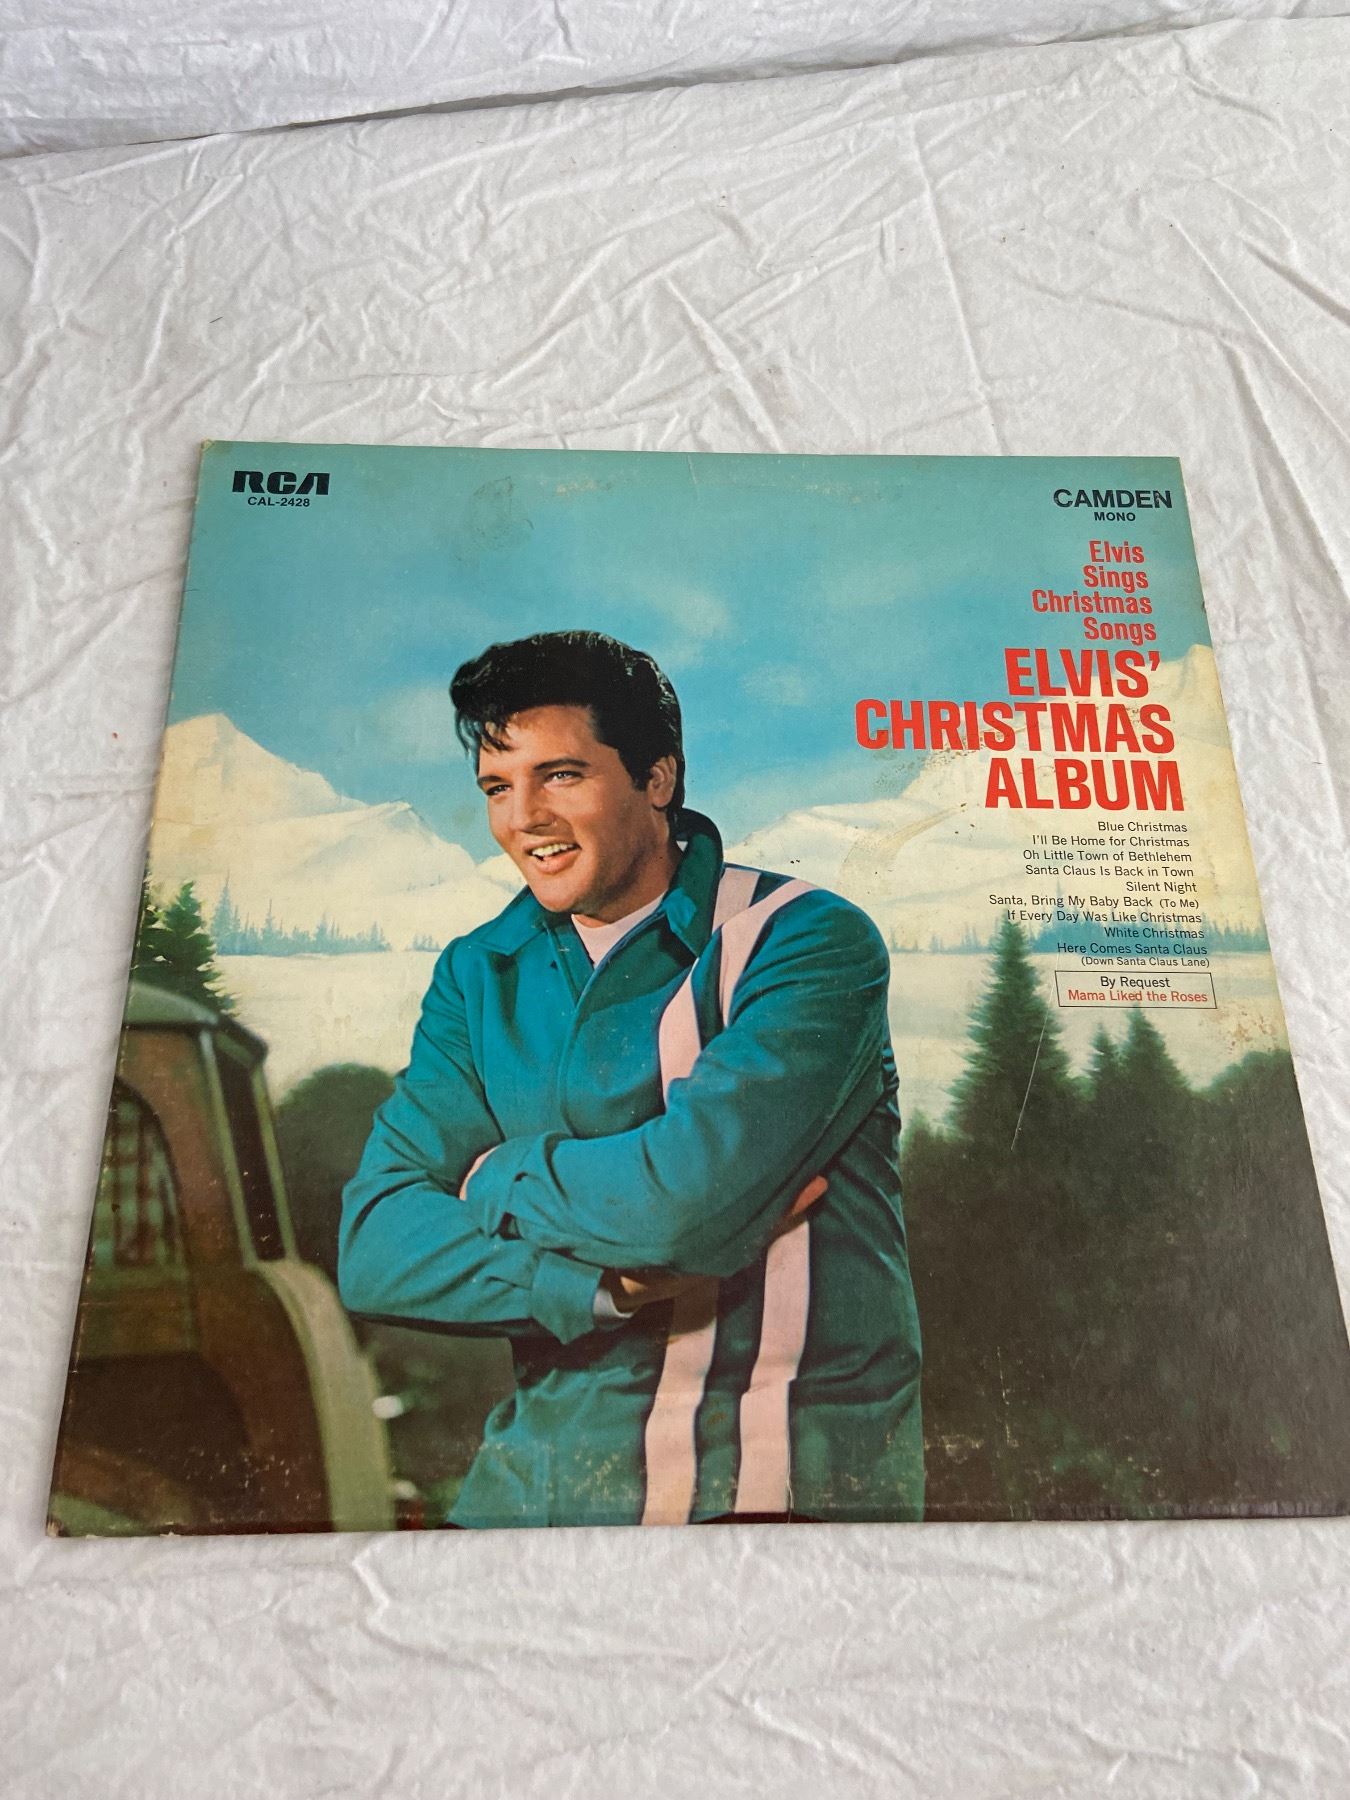 RCA
CAL-2428
CAMDEN
MONO
Elvis
Sings
Christmas
Songs
ELVIS'
CHRISTMAS
ALBUM
Blue Christmas
I'll Be Home for Christmas
Oh Little Town of Bethlehem
Santa Claus Is Back in Town
Silent Night
Santa, Bring My Baby Back (To Me)
If Every Day Was Like Christmas
White Christmas
Here Comes Santa Claus
(Down Santa Claus Lane)
By Request
Mama Liked the Roses